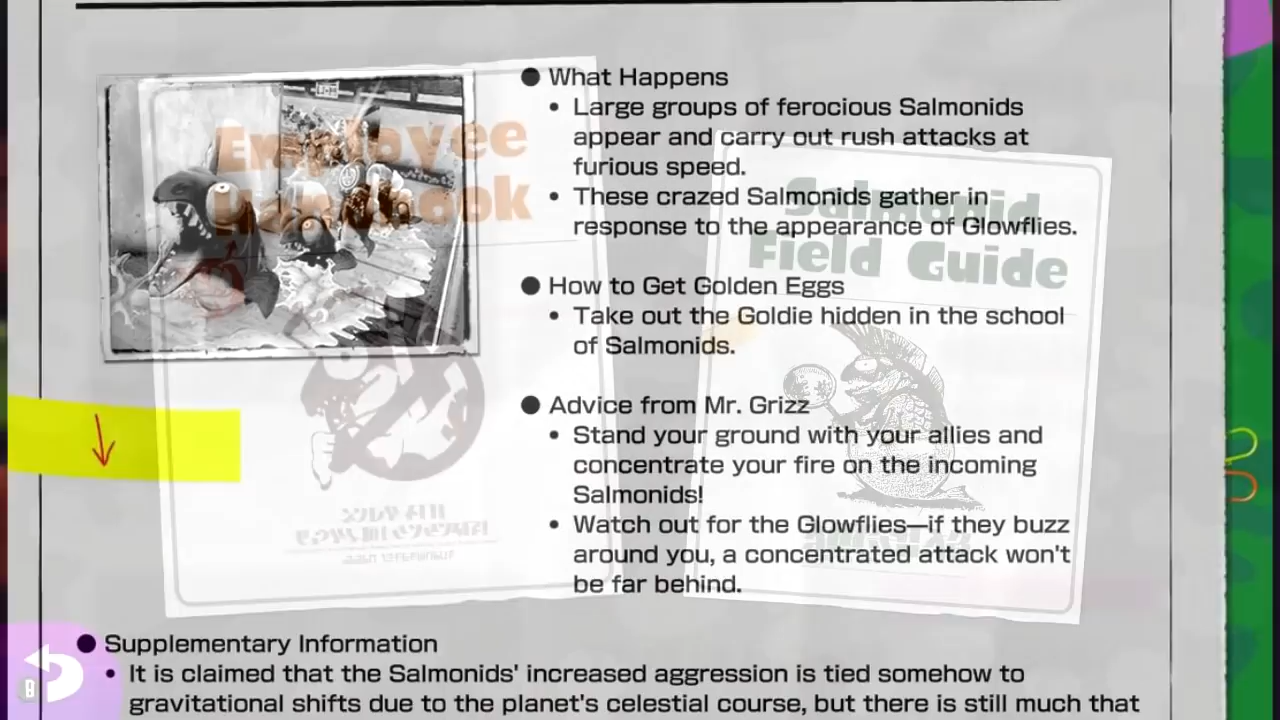 ● What Happens
• Large groups of ferocious Salmonids
appear and carry out rush attacks at
furious speed.
• These crazed Salmonids gather in
response to the appearance of Glowflies.
● How to Get Golden Eggs
• Take out the Goldie hidden in the school
of Salmonids.
● Advice from Mr. Grizz
• Stand your ground with your allies and
concentrate your fire on the incoming
Salmonids!
• Watch out for the Glowflies—if they buzz
around you, a concentrated attack won't
be far behind.
● Supplementary Information
• It is claimed that the Salmonids' increased aggression is tied somehow to
gravitational shifts due to the planet's celestial course, but there is still much that
Employee
Handbook
Salmonid
Field Guide
B